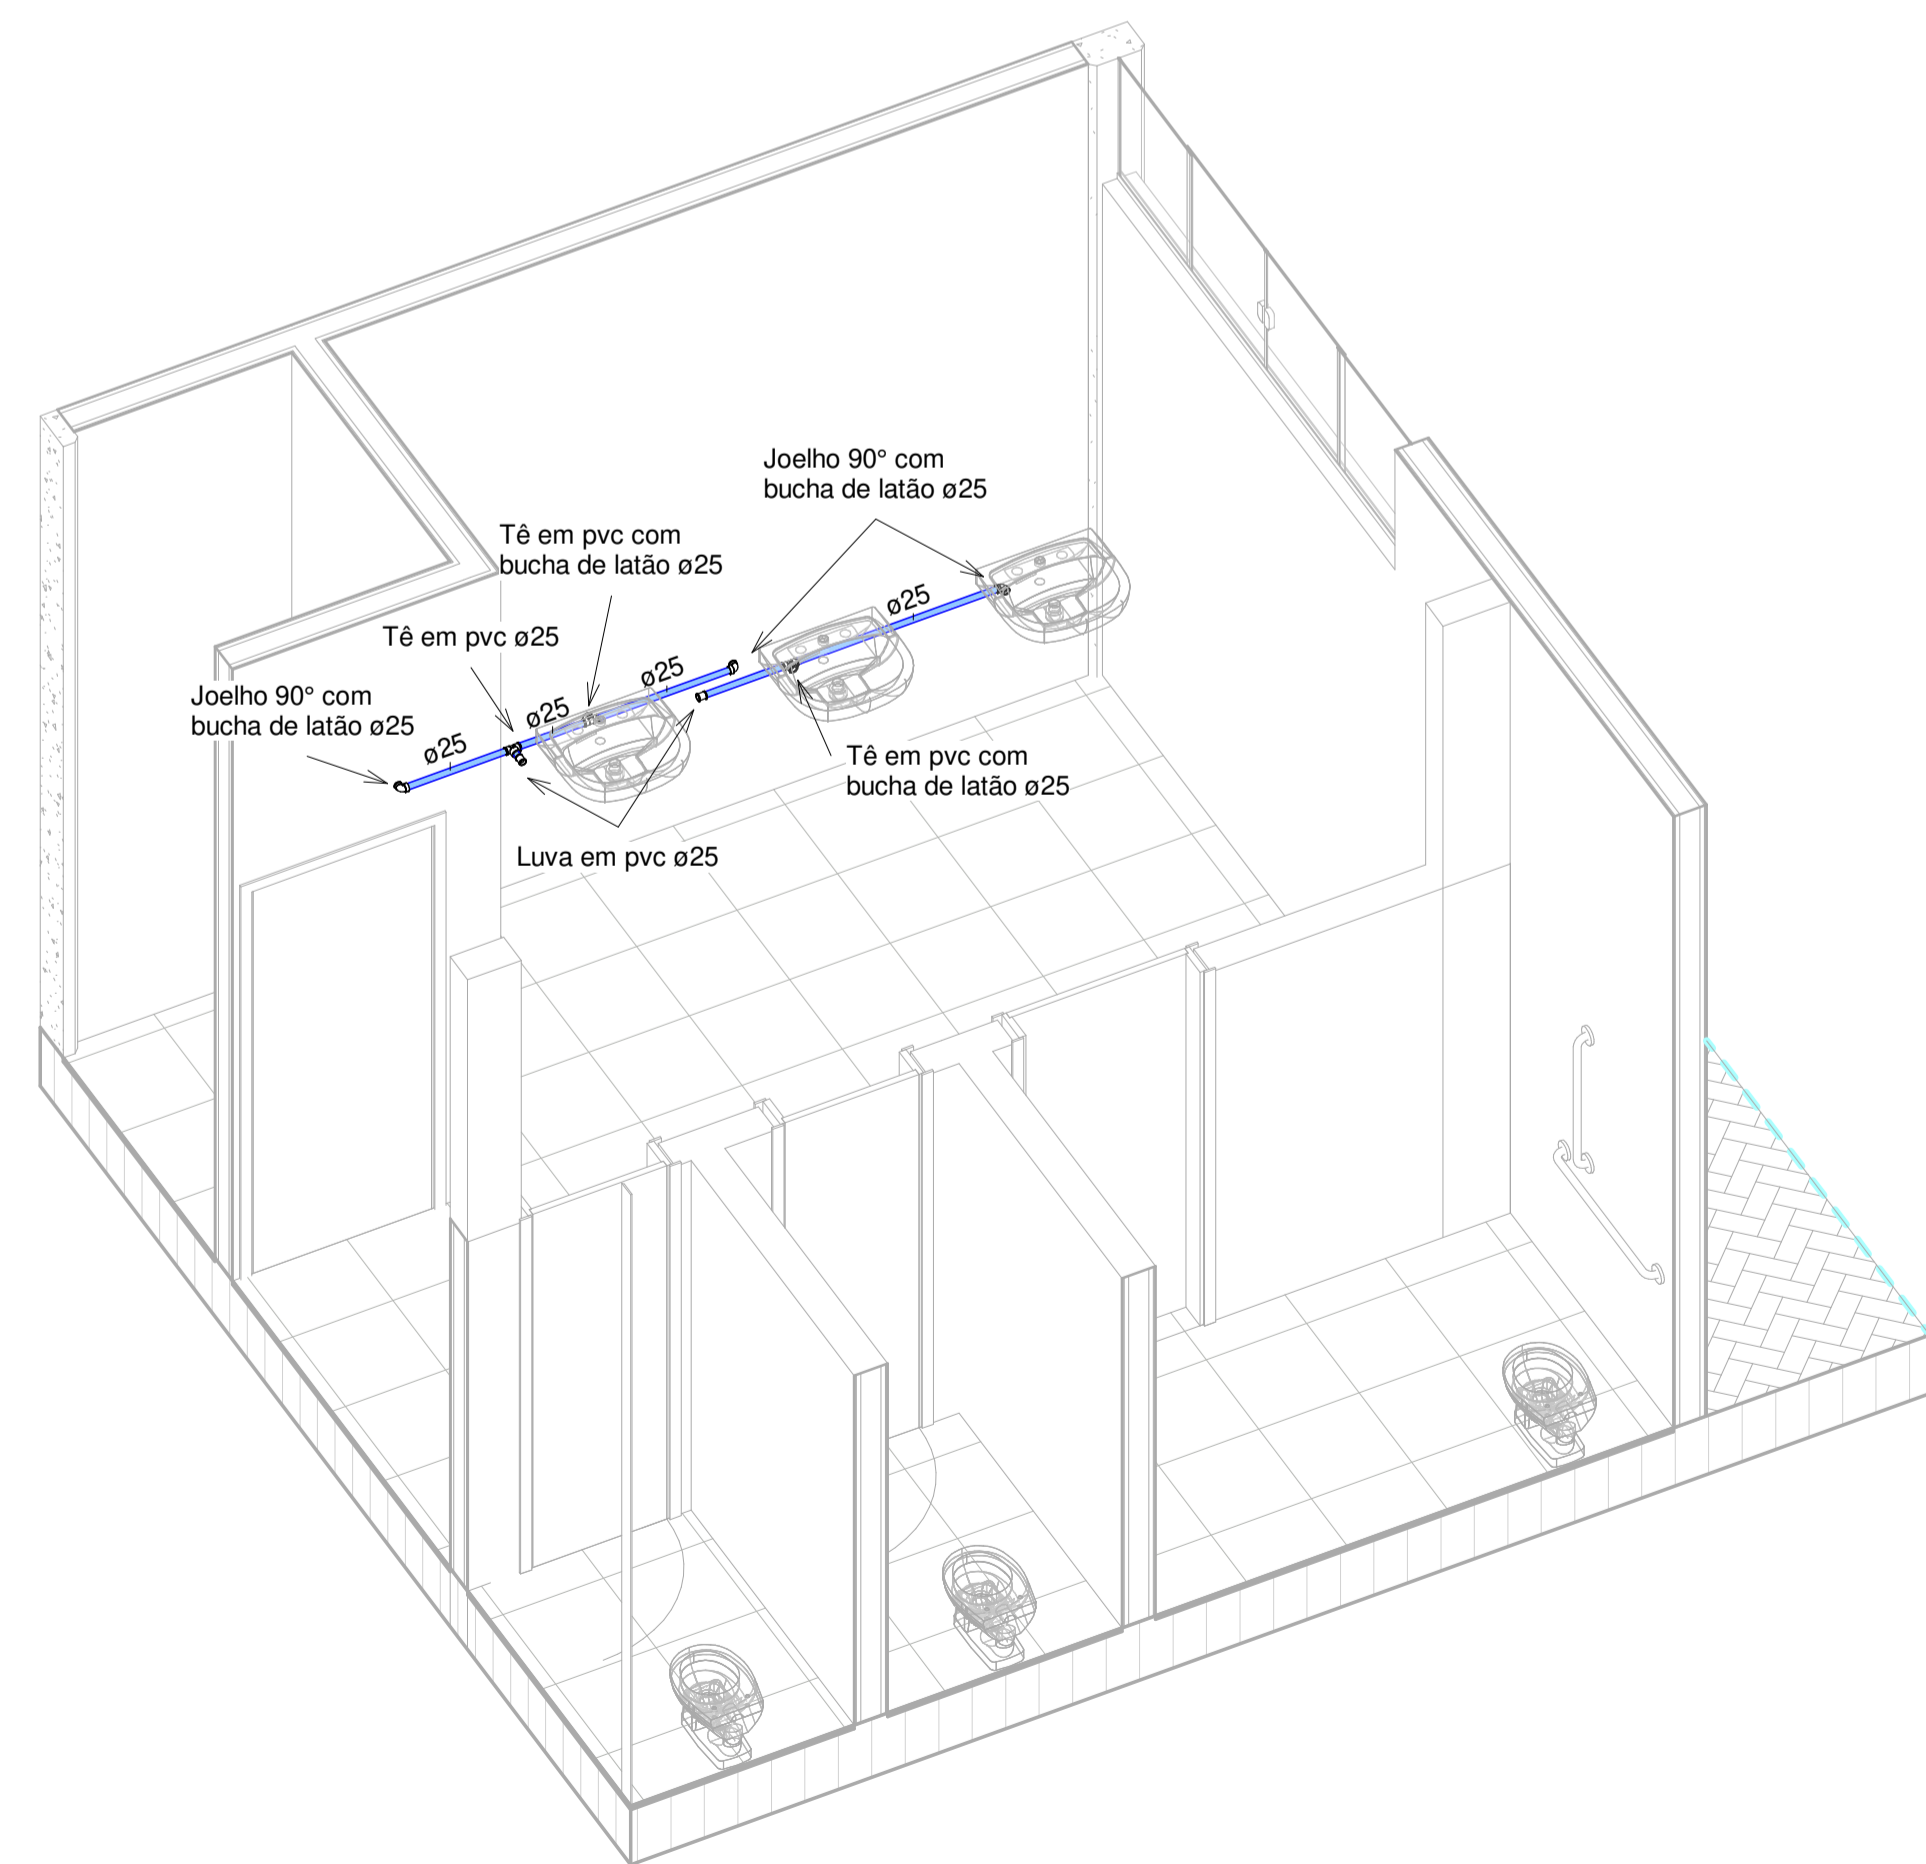 Joelho 90° com
bucha de latão ø25
Tê em pvc com
bucha de latão ø25
ø25
Tê em pvc ø25
ø25
Joelho 90° com
bucha de latão ø25
ø25
ø25
Tê em pvc com
bucha de latão ø25
Luva em pvc ø25